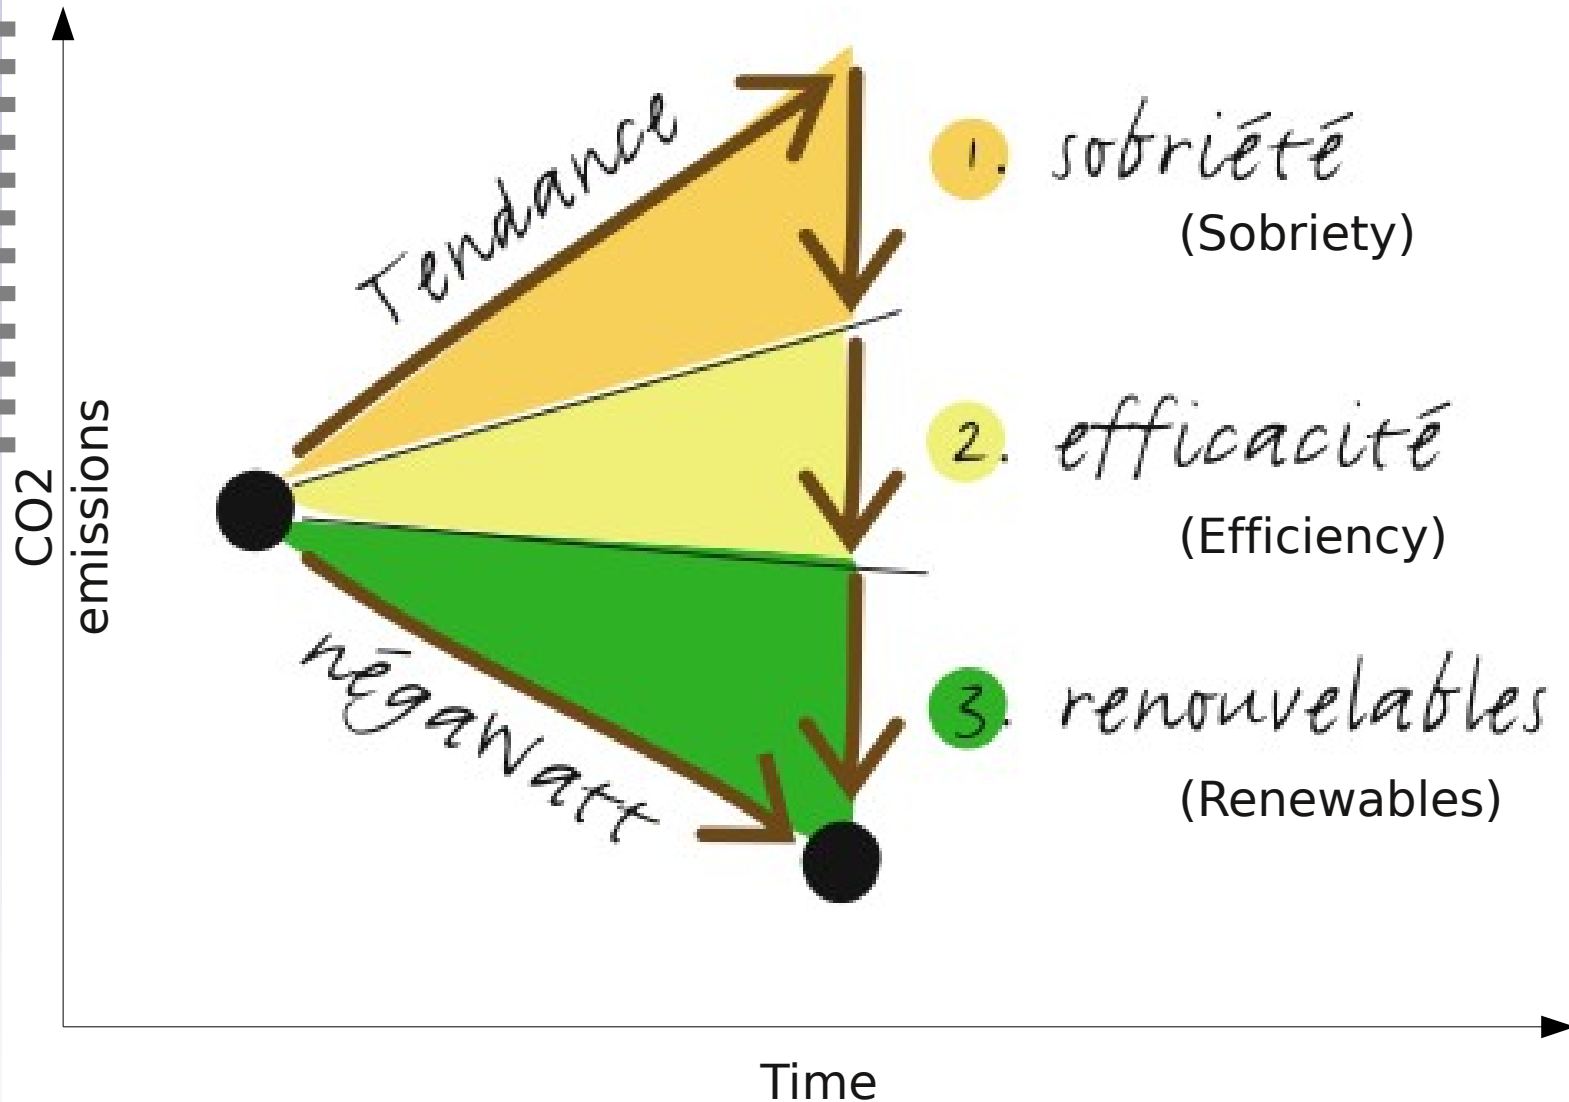 Tendance
1. sobriété
(Sobriety)
2. efficacité
(Efficiency)
CO2
emissions
négaWatt
3. renouvelables
(Renewables)
Time